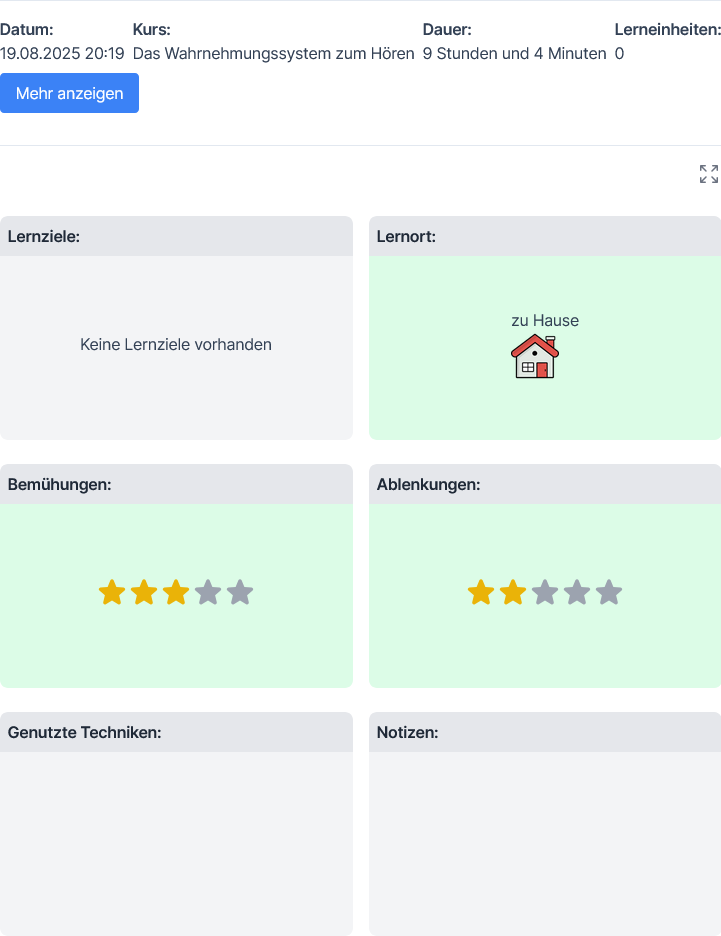 Datum: Kurs: Dauer: Lerneinheiten:
19.08.2025 20:19 Das Wahrnehmungssystem zum Hören 9 Stunden und 4 Minuten 0
Mehr anzeigen
Lernziele: Lernort:
zu Hause
Keine Lernziele vorhanden
Bemühungen: Ablenkungen:
Genutzte Techniken: Notizen: